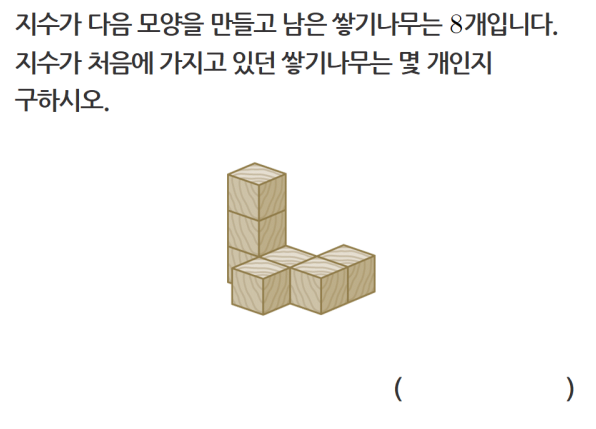 지수가 다음 모양을 만들고 남은 쌓기나무는 8개입니다.
지수가 처음에 가지고 있던 쌓기나무는 몇 개인지
구하시오.
( )